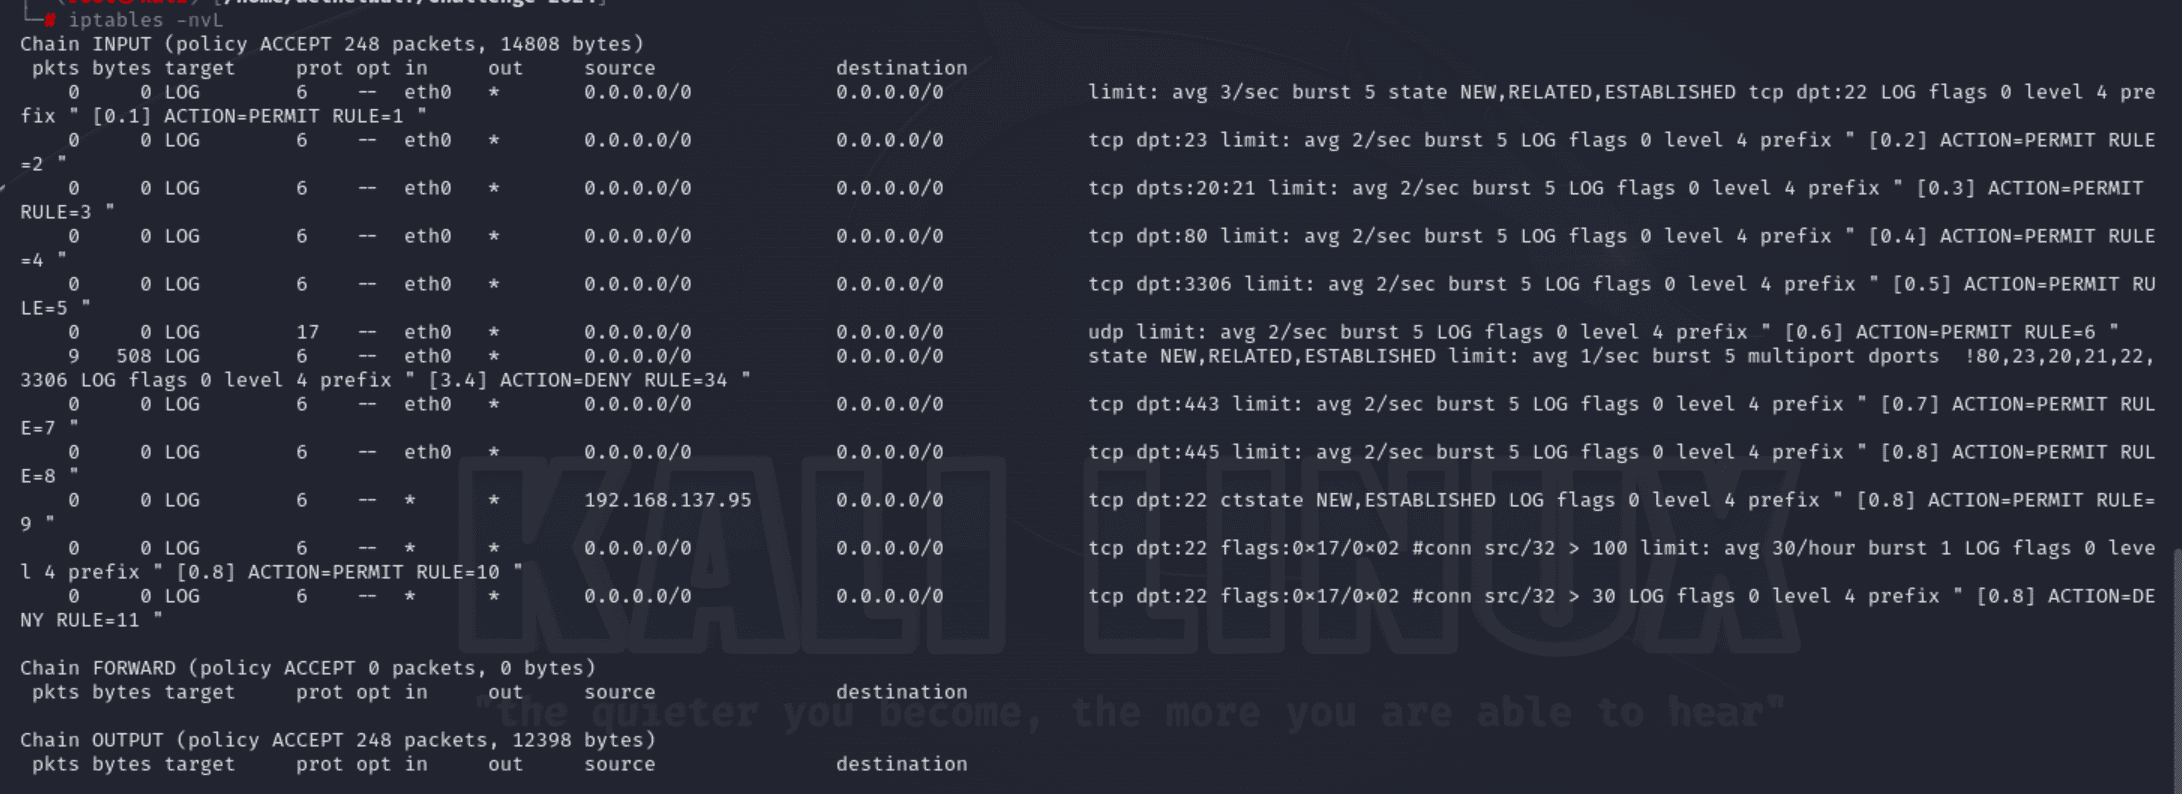 └─# iptables -nvL
Chain INPUT (policy ACCEPT 248 packets, 14808 bytes)
 pkts bytes target     prot opt in     out     source               destination
    0     0 LOG        6    --  eth0   *       0.0.0.0/0            0.0.0.0/0            limit: avg 3/sec burst 5 state NEW,RELATED,ESTABLISHED tcp dpt:22 LOG flags 0 level 4 pre
fix " [0.1] ACTION=PERMIT RULE=1 "
    0     0 LOG        6    --  eth0   *       0.0.0.0/0            0.0.0.0/0            tcp dpt:23 limit: avg 2/sec burst 5 LOG flags 0 level 4 prefix " [0.2] ACTION=PERMIT RULE
=2 "
    0     0 LOG        6    --  eth0   *       0.0.0.0/0            0.0.0.0/0            tcp dpts:20:21 limit: avg 2/sec burst 5 LOG flags 0 level 4 prefix " [0.3] ACTION=PERMIT
RULE=3 "
    0     0 LOG        6    --  eth0   *       0.0.0.0/0            0.0.0.0/0            tcp dpt:80 limit: avg 2/sec burst 5 LOG flags 0 level 4 prefix " [0.4] ACTION=PERMIT RULE
=4 "
    0     0 LOG        6    --  eth0   *       0.0.0.0/0            0.0.0.0/0            tcp dpt:3306 limit: avg 2/sec burst 5 LOG flags 0 level 4 prefix " [0.5] ACTION=PERMIT RU
LE=5 "
    0     0 LOG        17   --  eth0   *       0.0.0.0/0            0.0.0.0/0            udp limit: avg 2/sec burst 5 LOG flags 0 level 4 prefix " [0.6] ACTION=PERMIT RULE=6 "
    9   508 LOG        6    --  eth0   *       0.0.0.0/0            0.0.0.0/0            state NEW,RELATED,ESTABLISHED limit: avg 1/sec burst 5 multiport dports  !80,23,20,21,22,
3306 LOG flags 0 level 4 prefix " [3.4] ACTION=DENY RULE=34 "
    0     0 LOG        6    --  eth0   *       0.0.0.0/0            0.0.0.0/0            tcp dpt:443 limit: avg 2/sec burst 5 LOG flags 0 level 4 prefix " [0.7] ACTION=PERMIT RUL
E=7 "
    0     0 LOG        6    --  eth0   *       0.0.0.0/0            0.0.0.0/0            tcp dpt:445 limit: avg 2/sec burst 5 LOG flags 0 level 4 prefix " [0.8] ACTION=PERMIT RUL
E=8 "
    0     0 LOG        6    --  *      *       192.168.137.95       0.0.0.0/0            tcp dpt:22 ctstate NEW,ESTABLISHED LOG flags 0 level 4 prefix " [0.8] ACTION=PERMIT RULE=
9 "
    0     0 LOG        6    --  *      *       0.0.0.0/0            0.0.0.0/0            tcp dpt:22 flags:0×17/0×02 #conn src/32 > 100 limit: avg 30/hour burst 1 LOG flags 0 leve
l 4 prefix " [0.8] ACTION=PERMIT RULE=10 "
    0     0 LOG        6    --  *      *       0.0.0.0/0            0.0.0.0/0            tcp dpt:22 flags:0×17/0×02 #conn src/32 > 30 LOG flags 0 level 4 prefix " [0.8] ACTION=DE
NY RULE=11 "
KALI LINUX
Chain FORWARD (policy ACCEPT 0 packets, 0 bytes)
 pkts bytes target     prot opt in     out     source               destination
"the quieter you become, the more you are able to hear"
Chain OUTPUT (policy ACCEPT 248 packets, 12398 bytes)
 pkts bytes target     prot opt in     out     source               destination